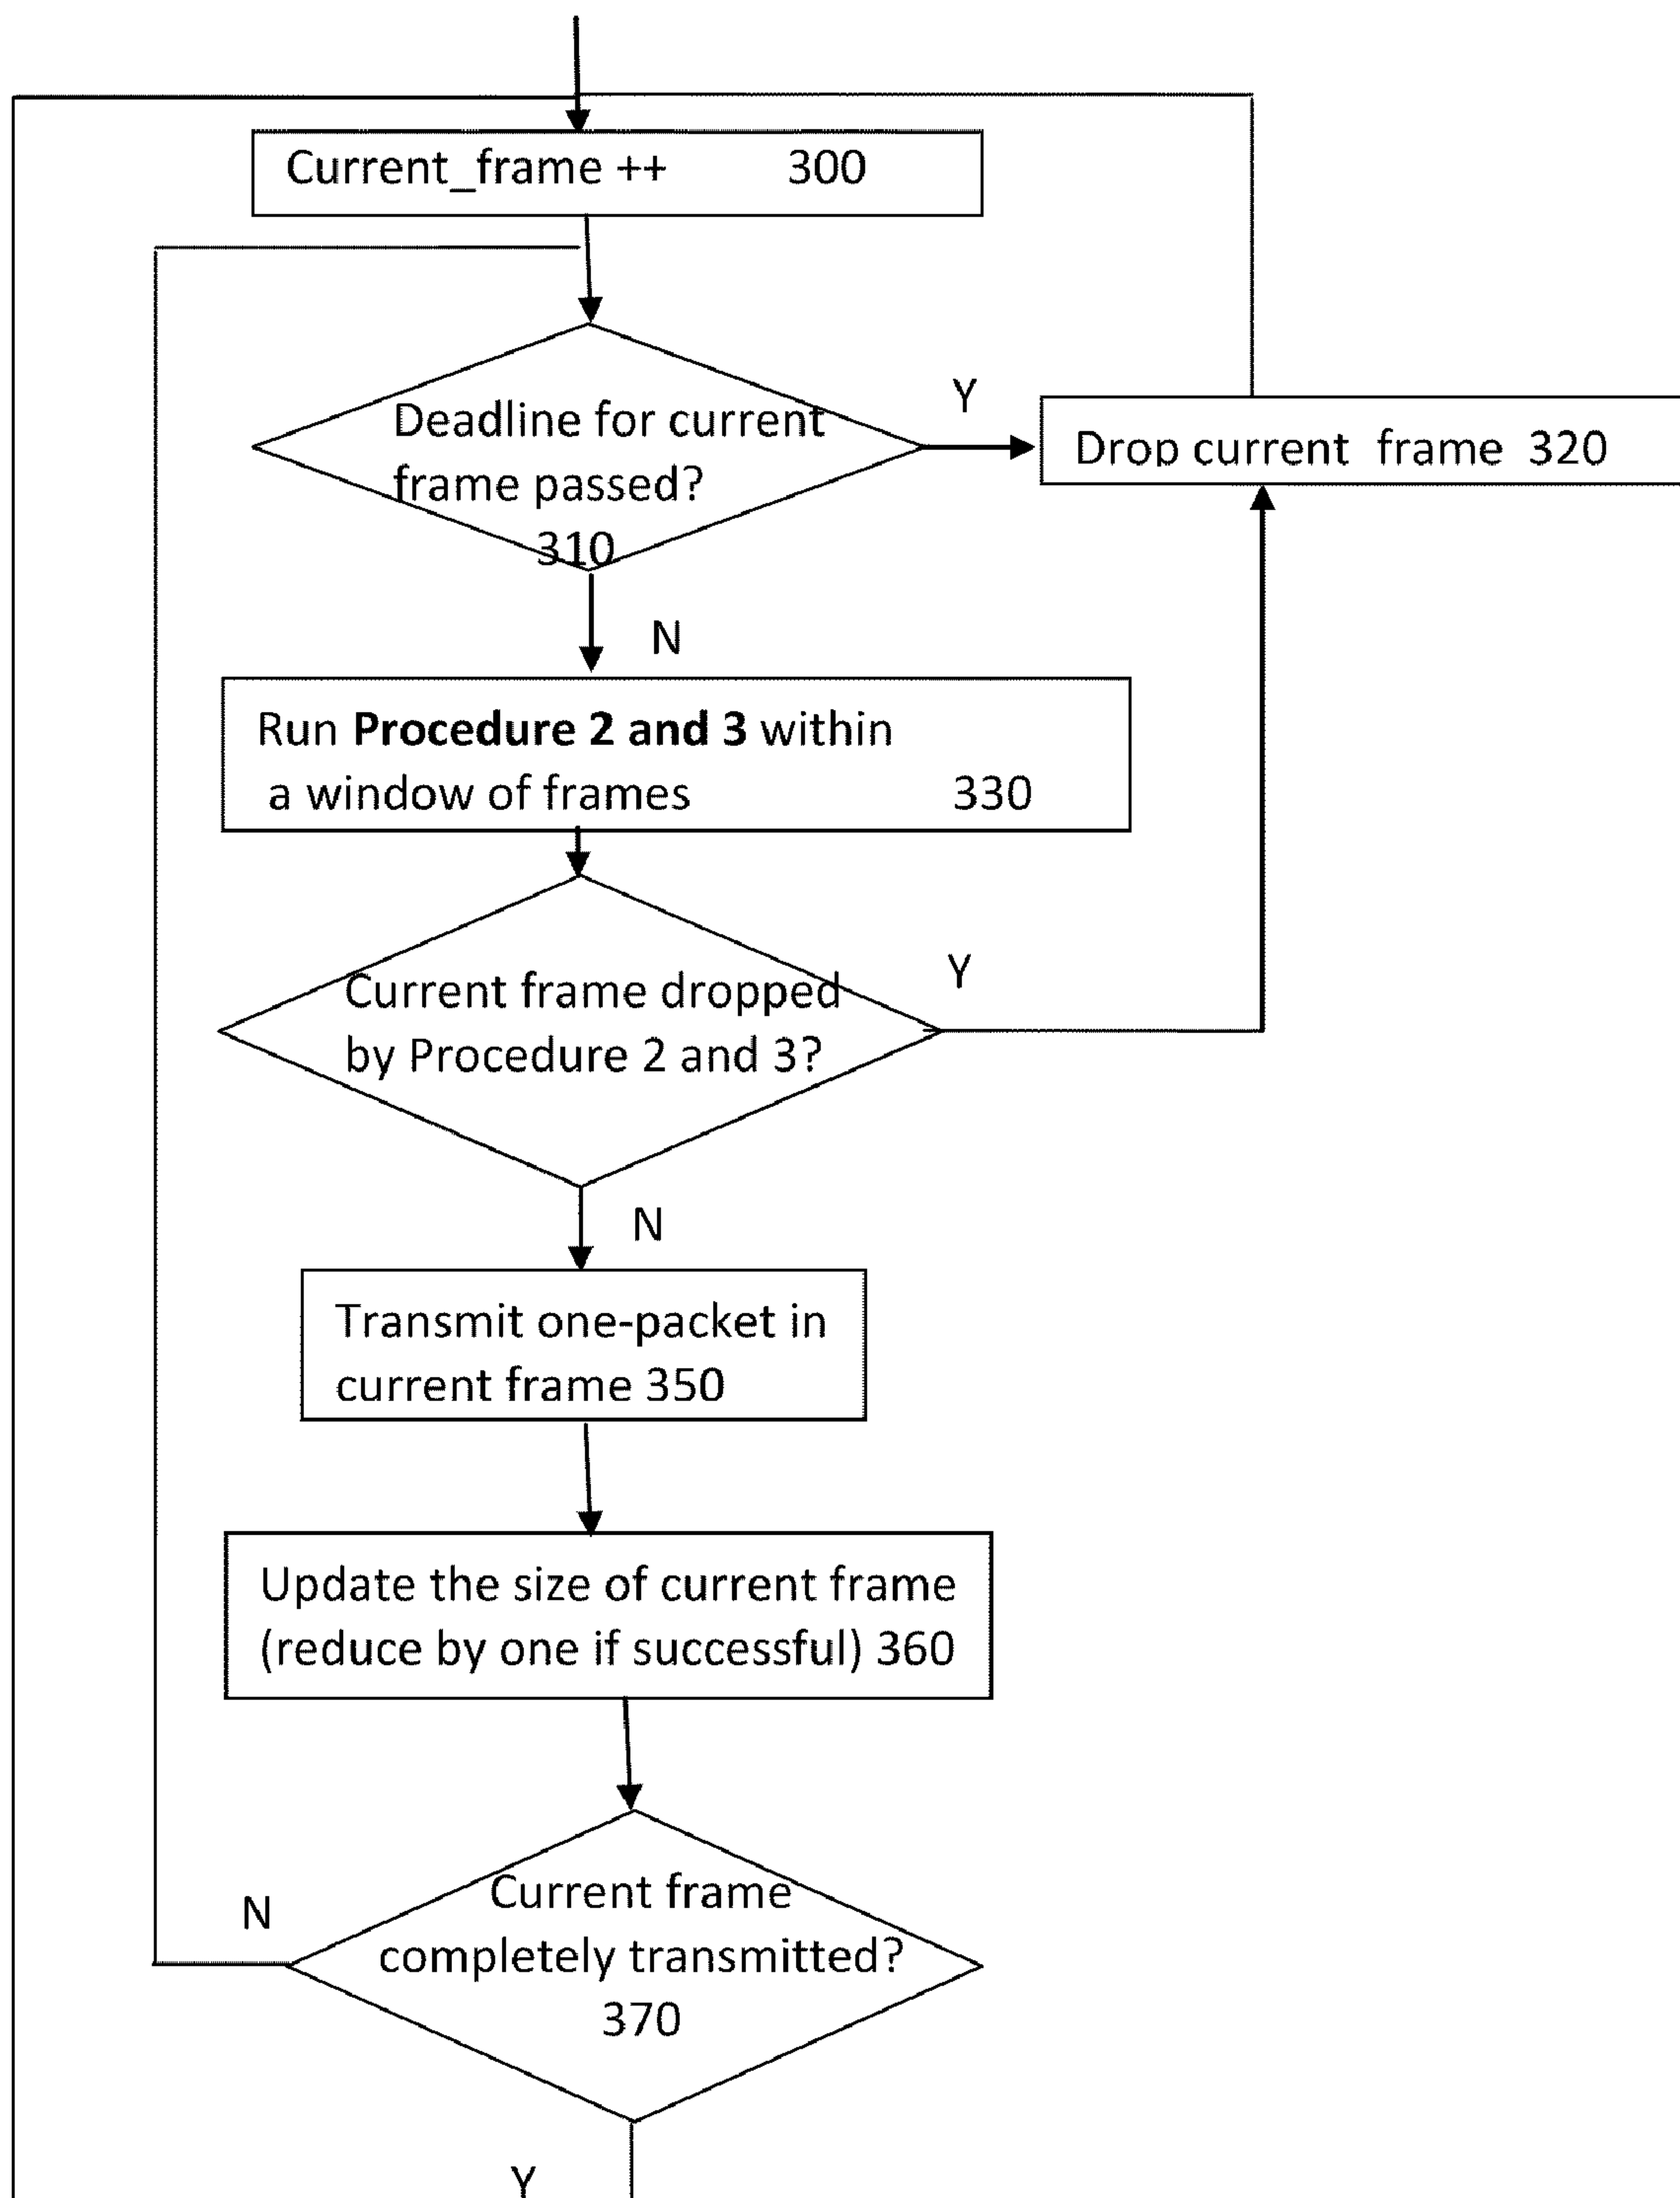 Current_frame ++ 300
Deadline for current
frame passed?
310
Y
Drop current frame 320
N
Run Procedure 2 and 3 within
a window of frames 330
Current frame dropped
by Procedure 2 and 3?
Y
N
Transmit one-packet in
current frame 350
Update the size of current frame
(reduce by one if successful) 360
Current frame
completely transmitted?
370
N
Y